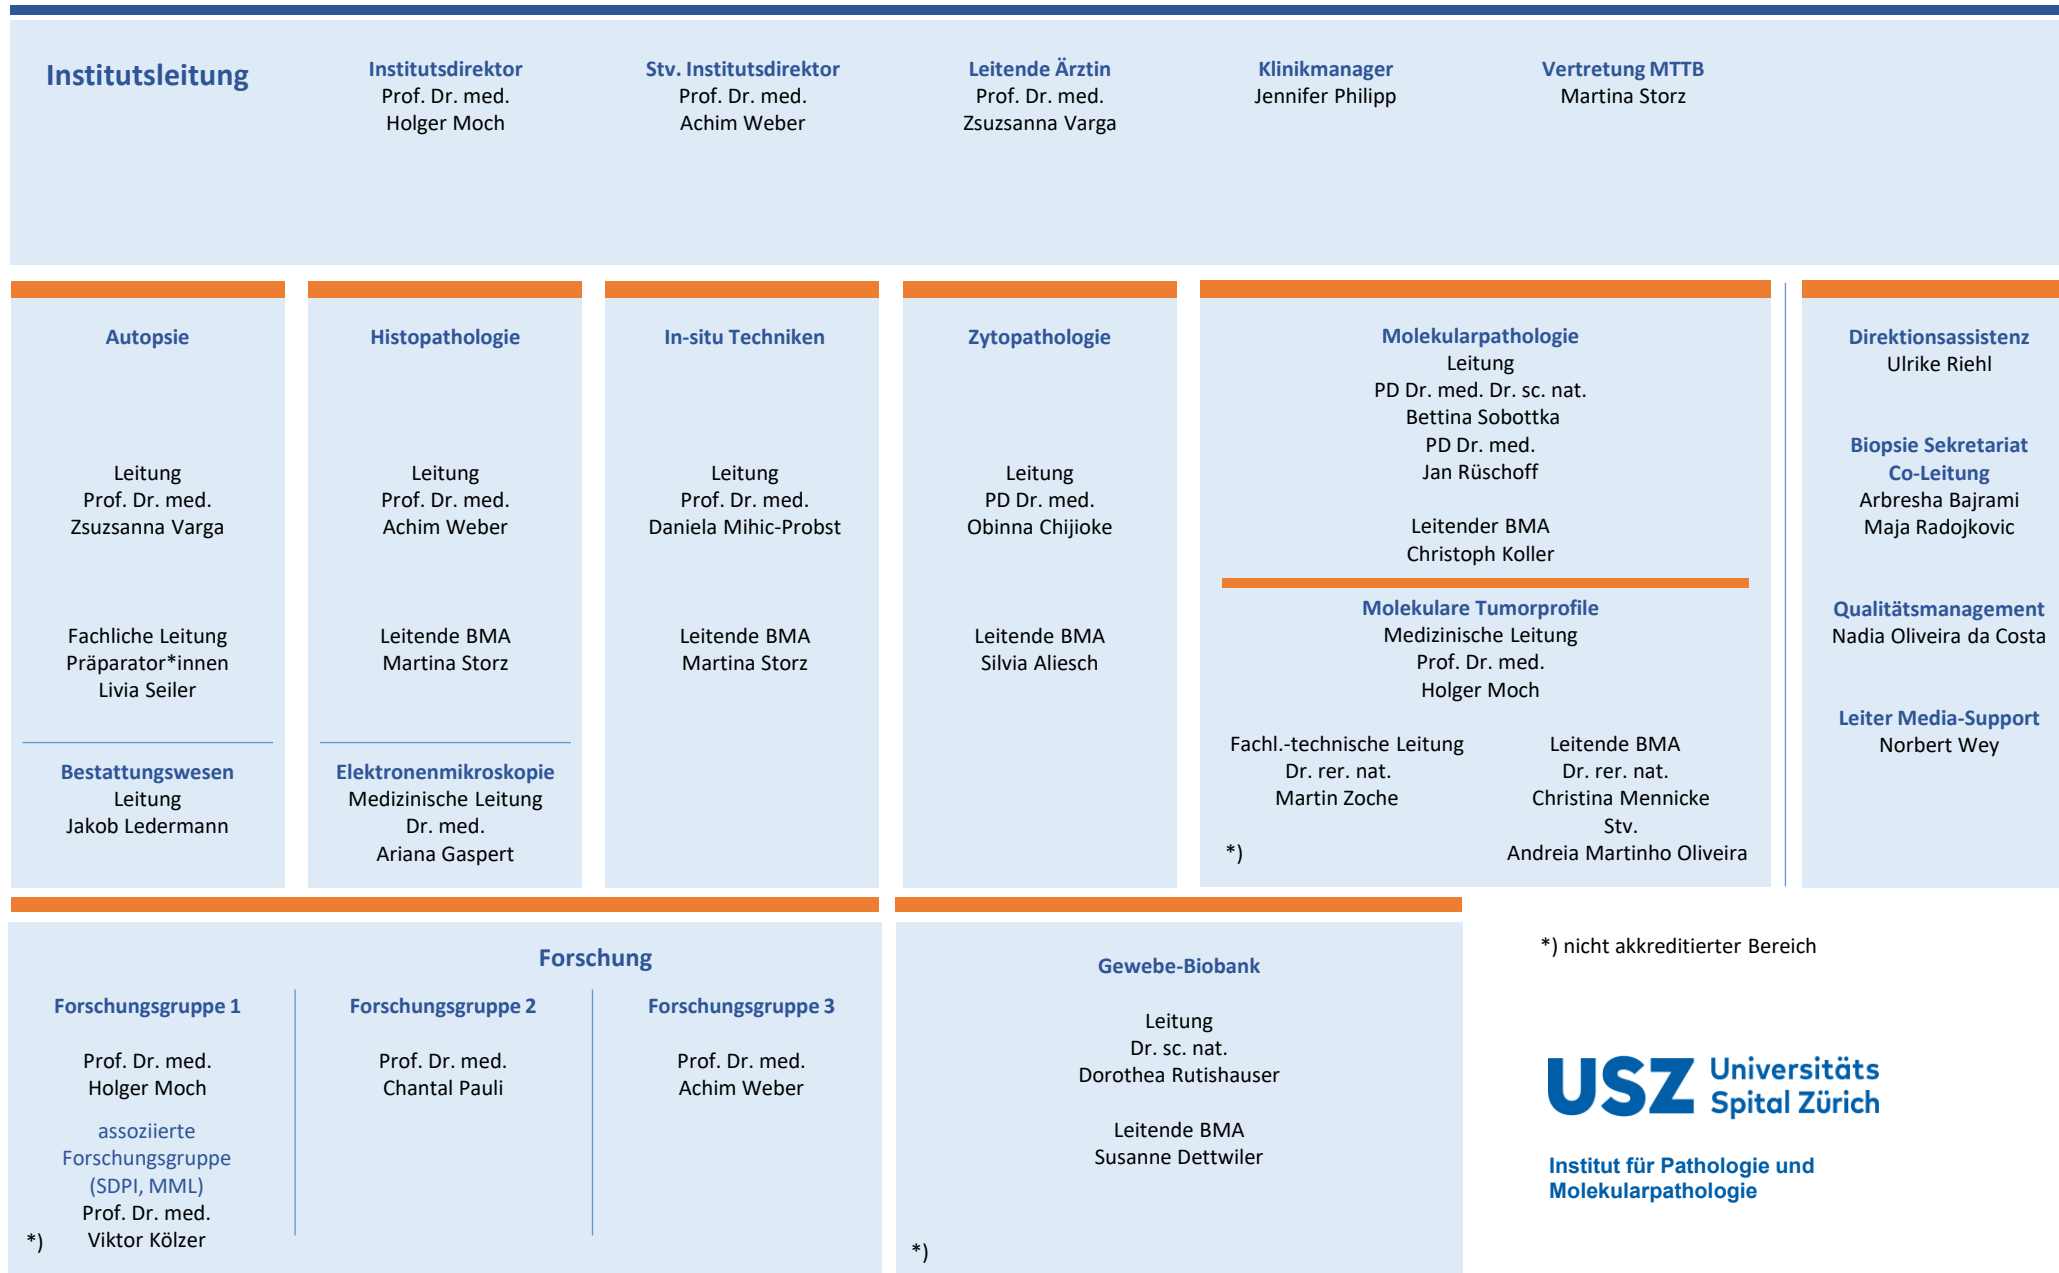 Institutsleitung
Institutsdirektor
Prof. Dr. med.
Holger Moch
Stv. Institutsdirektor
Prof. Dr. med.
Achim Weber
Leitende Ärztin
Prof. Dr. med.
Zsuzsanna Varga
Klinikmanager
Jennifer Philipp
Vertretung MTTB
Martina Storz
Autopsie
Leitung
Prof. Dr. med.
Zsuzsanna Varga
Fachliche Leitung
Präparator*innen
Livia Seiler
Bestattungswesen
Leitung
Jakob Ledermann
Histopathologie
Leitung
Prof. Dr. med.
Achim Weber
Leitende BMA
Martina Storz
Elektronenmikroskopie
Medizinische Leitung
Dr. med.
Ariana Gaspert
In-situ Techniken
Leitung
Prof. Dr. med.
Daniela Mihic-Probst
Leitende BMA
Martina Storz
Zytopathologie
Leitung
PD Dr. med.
Obinna Chijioke
Leitende BMA
Silvia Aliesch
Molekularpathologie
Leitung
PD Dr. med. Dr. sc. nat.
Bettina Sobottka
PD Dr. med.
Jan Rüschoff
Leitender BMA
Christoph Koller
Molekulare Tumorprofile
Medizinische Leitung
Prof. Dr. med.
Holger Moch
Fachl.-technische Leitung
Dr. rer. nat.
Martin Zoche
*)
Leitende BMA
Dr. rer. nat.
Christina Mennicke
Stv.
Andreia Martinho Oliveira
Direktionsassistenz
Ulrike Riehl
Biopsie Sekretariat
Co-Leitung
Arbresha Bajrami
Maja Radojkovic
Qualitätsmanagement
Nadia Oliveira da Costa
Leiter Media-Support
Norbert Wey
Forschung
Forschungsgruppe 1
Prof. Dr. med.
Holger Moch
assoziierte
Forschungsgruppe
(SDPI, MML)
Prof. Dr. med.
*) Viktor Kölzer
Forschungsgruppe 2
Prof. Dr. med.
Chantal Pauli
Forschungsgruppe 3
Prof. Dr. med.
Achim Weber
Gewebe-Biobank
Leitung
Dr. sc. nat.
Dorothea Rutishauser
Leitende BMA
Susanne Dettwiler
*)
*) nicht akkreditierter Bereich
USZ Universitäts
Spital Zürich
Institut für Pathologie und
Molekularpathologie